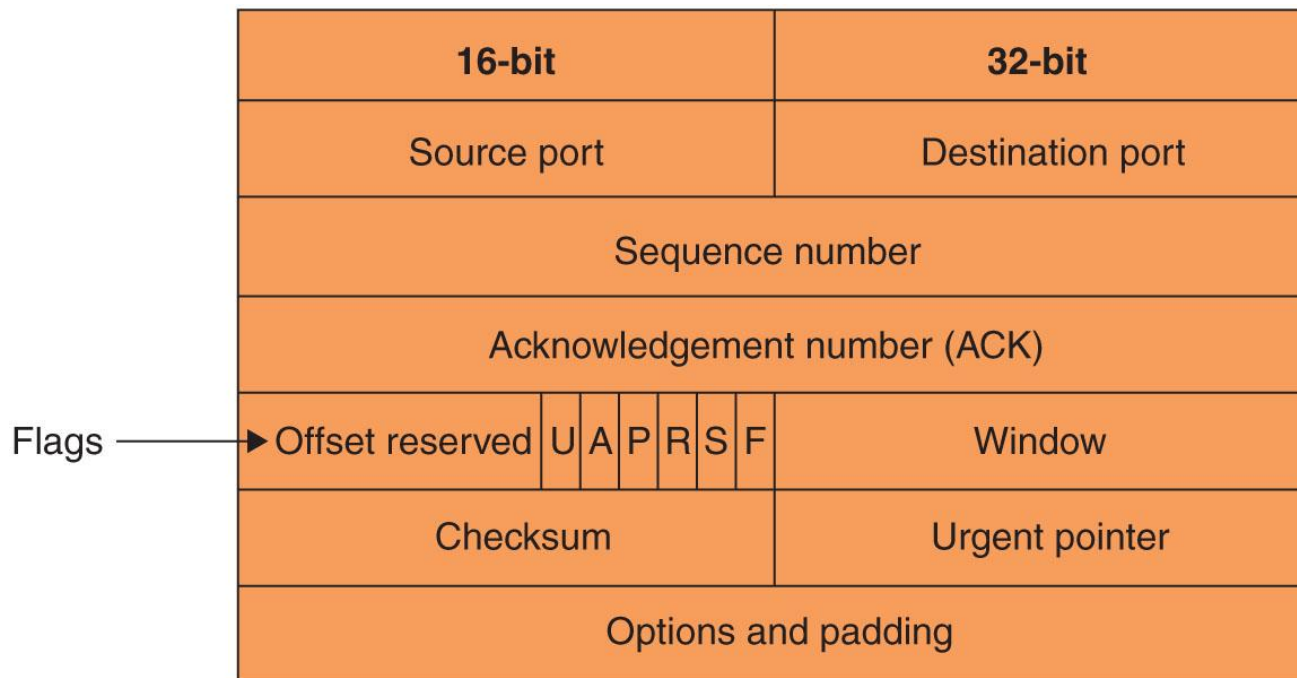 16-bit 32-bit
Source port Destination port
Sequence number
Acknowledgement number (ACK)
Flags Offset reserved U A P R S F Window
Checksum Urgent pointer
Options and padding